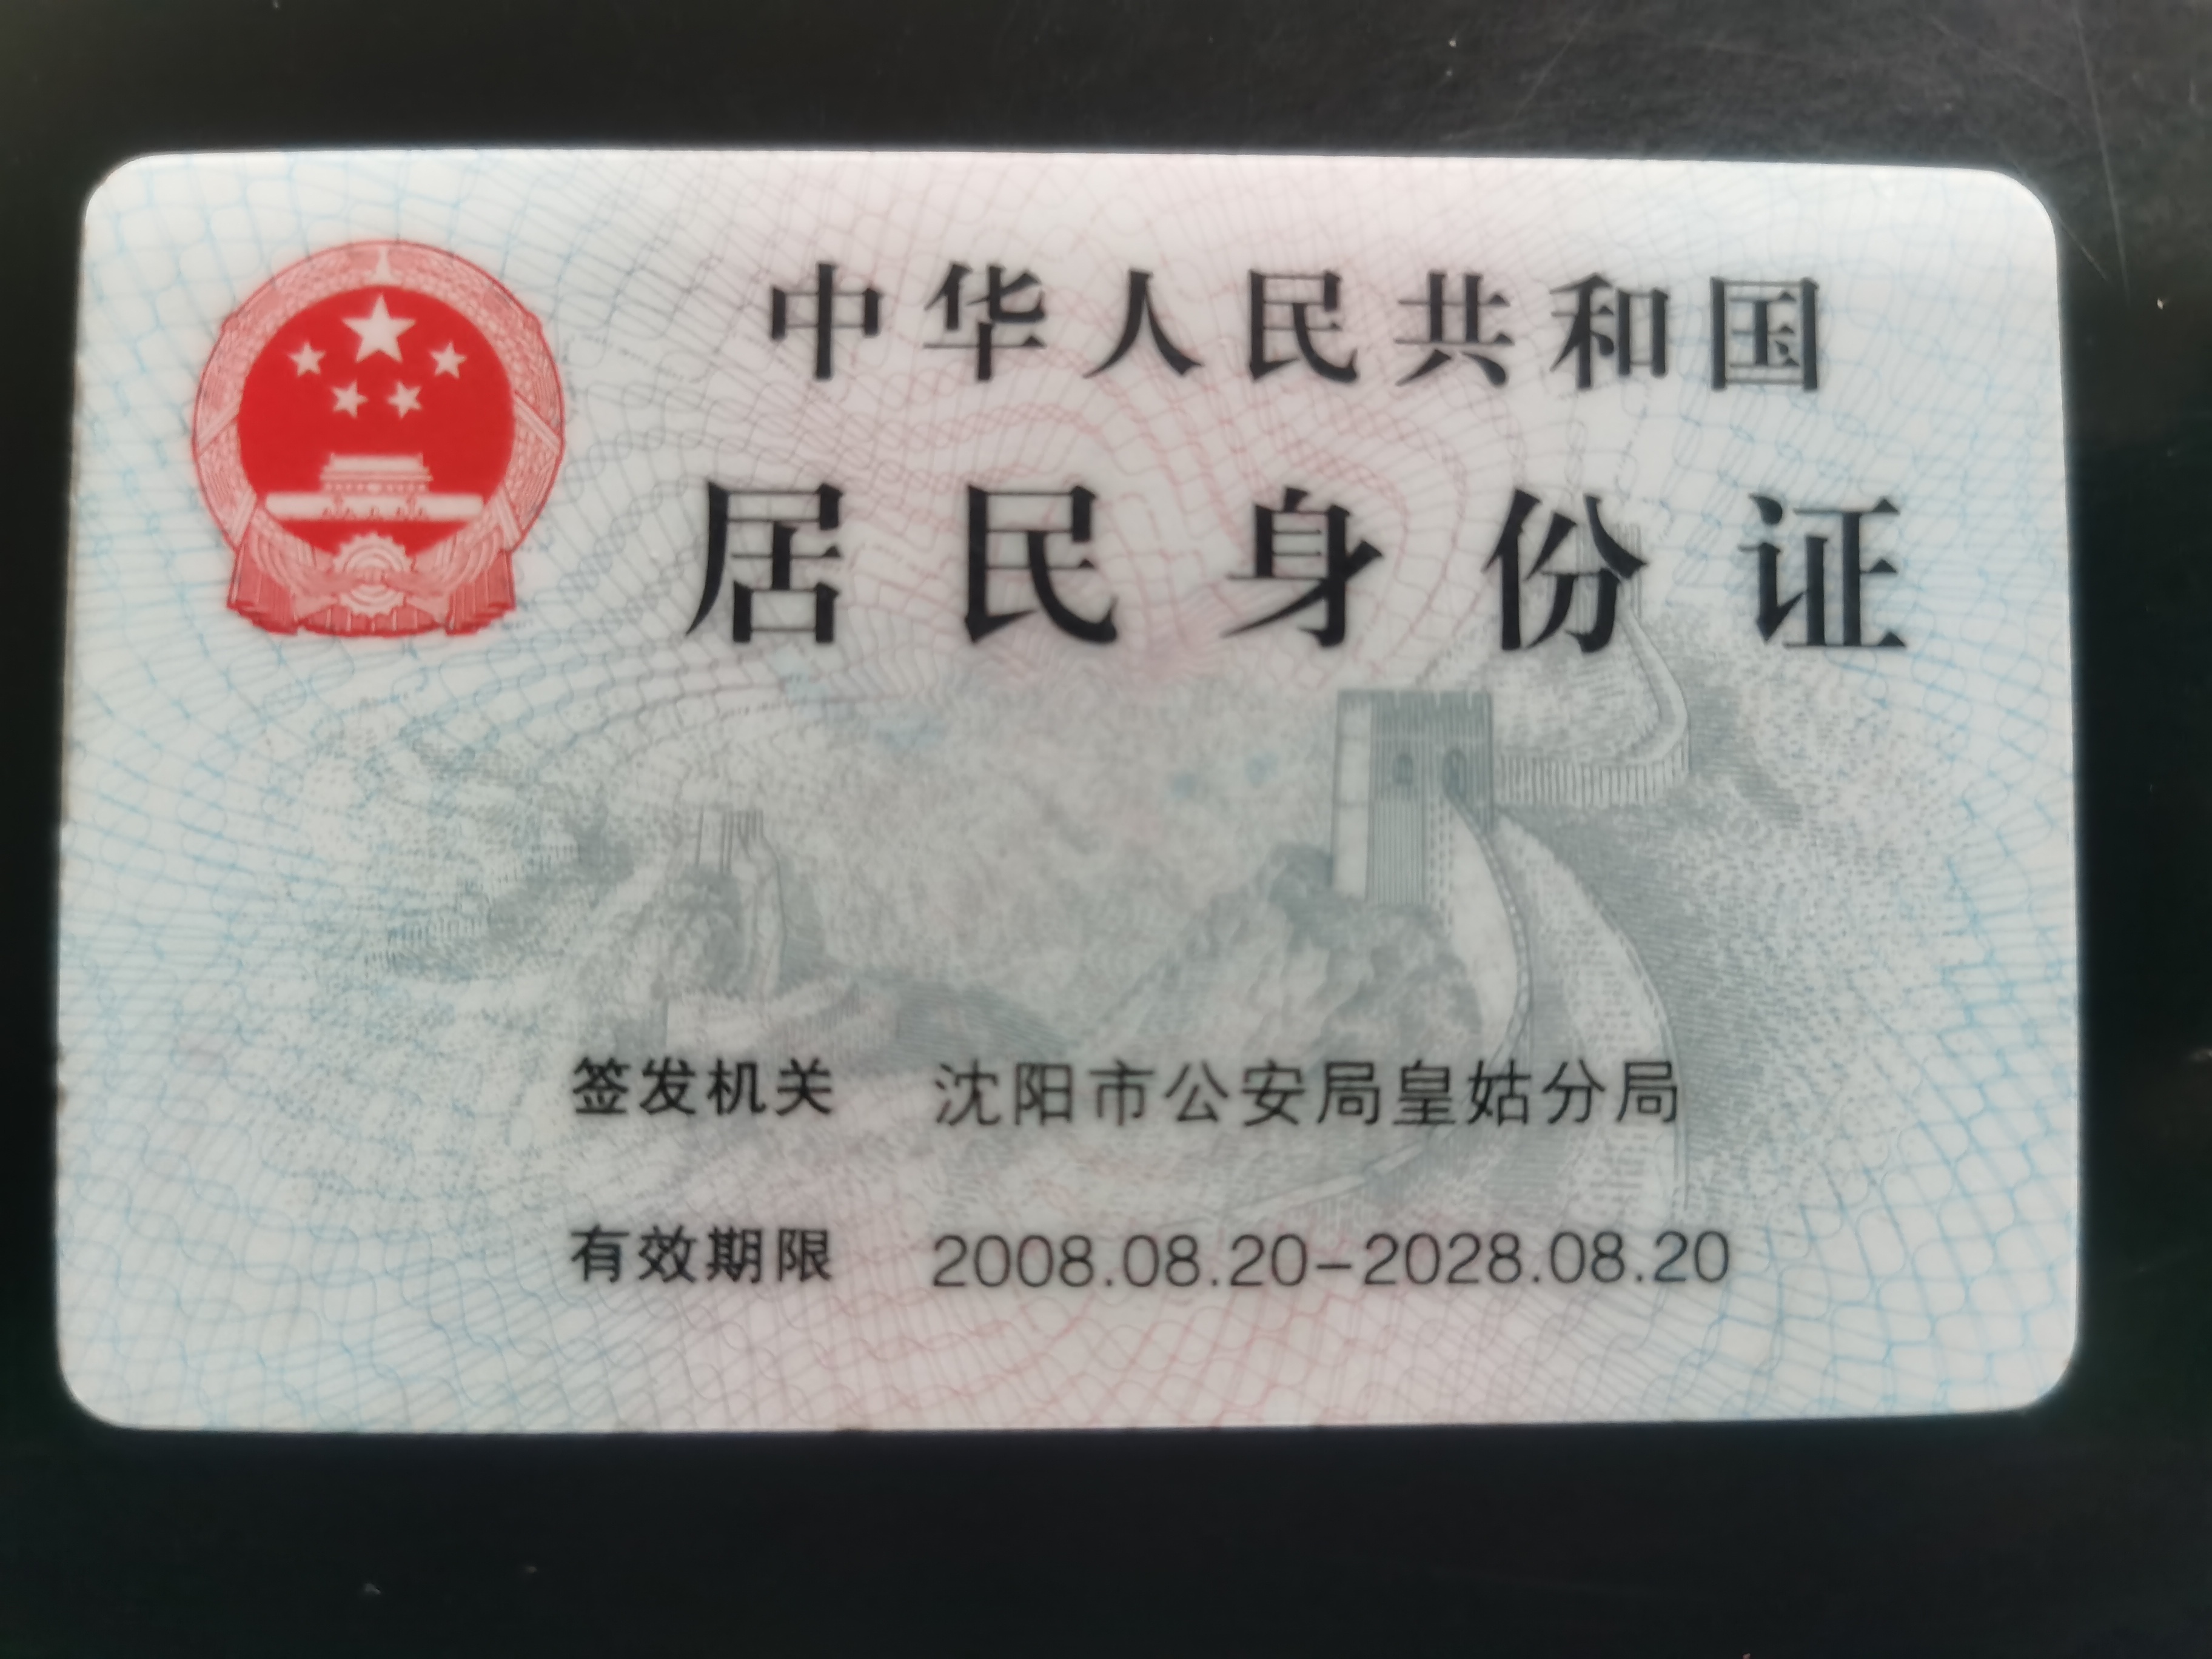 中华人民共和国
居民身份证
签发机关 沈阳市公安局皇姑分局
有效期限 2008.08.20-2028.08.20